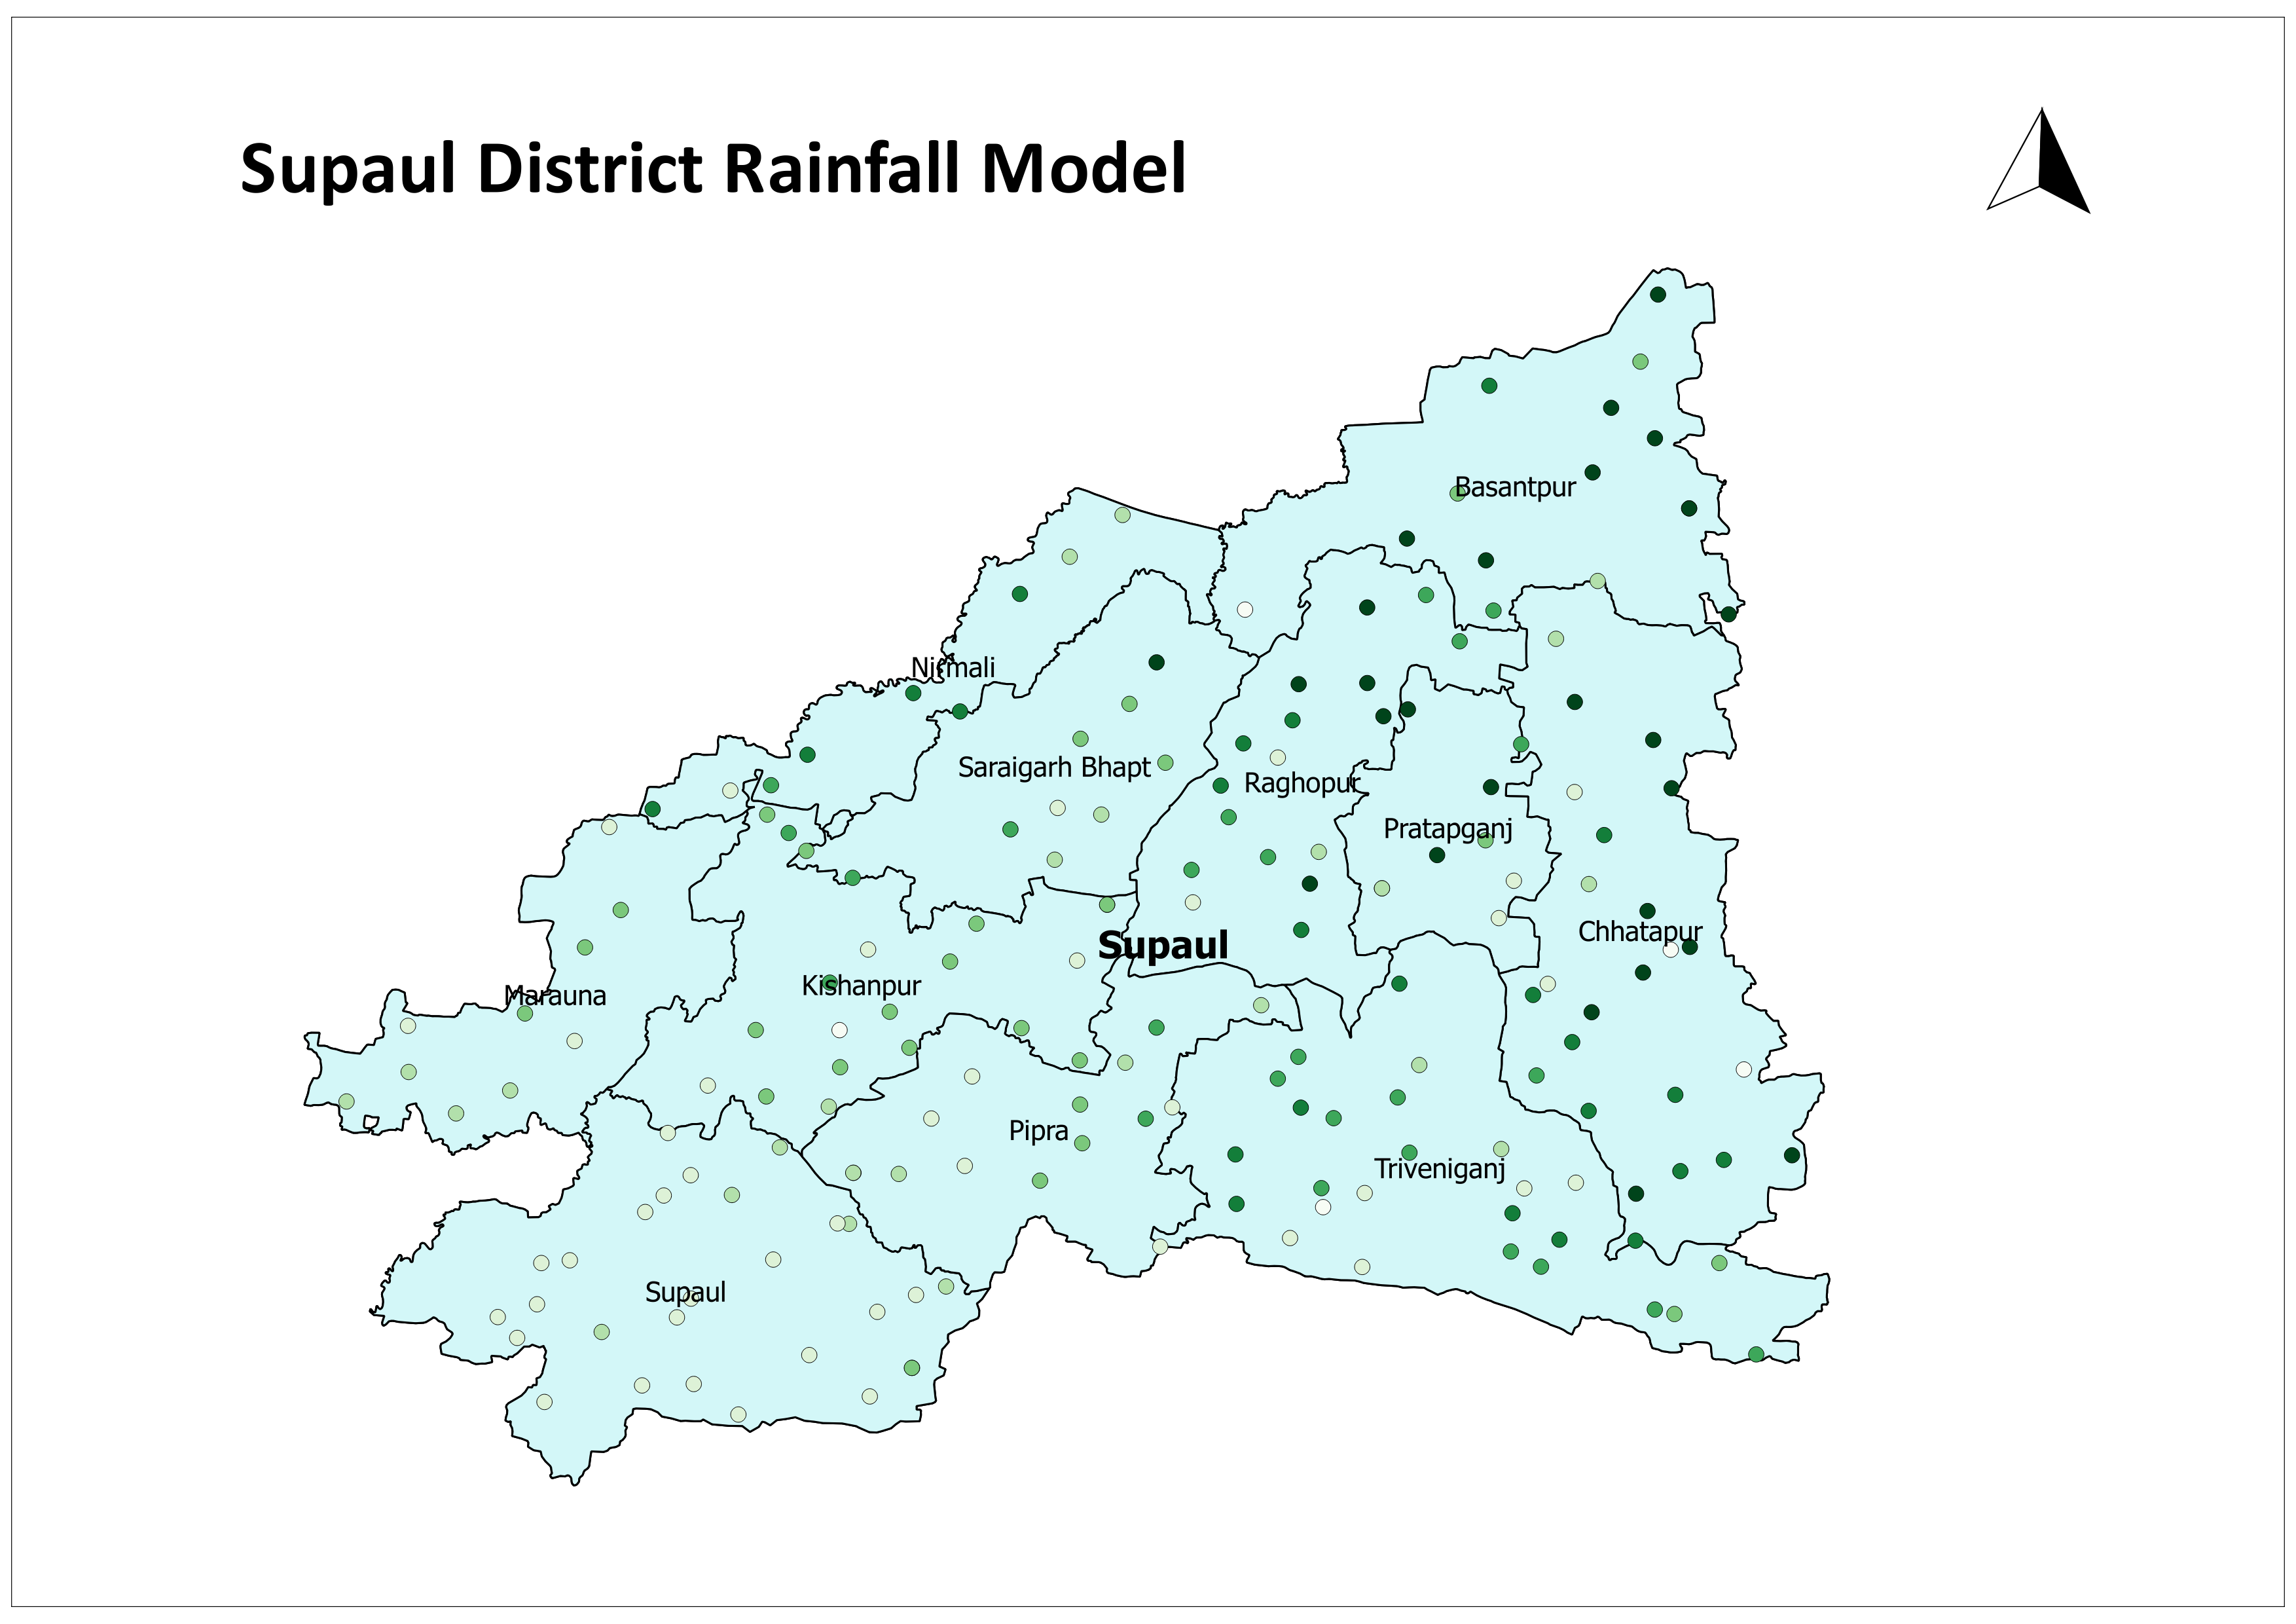 Supaul District Rainfall Model
Basantpur
Nirmali
Saraigarh Bhapt
Raghopur
Pratapganj
Chhatapur
Supaul
Kishanpur
Marauna
Pipra
Triveniganj
Supaul